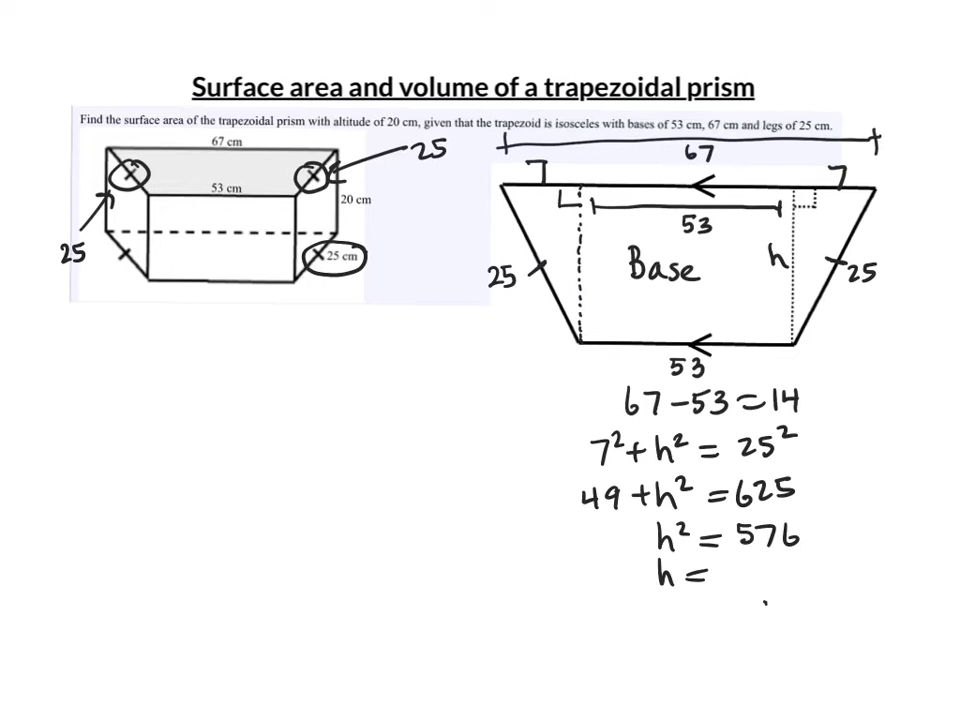 Surface area and volume of a trapezoidal prism
Find the surface area of the trapezoidal prism with altitude of 20 cm, given that the trapezoid is isosceles with bases of 53 cm, 67 cm and legs of 25 cm.
67 cm
25
53 cm
20 cm
25
25 cm
67
7
7
53
25
Base
h
25
53
67-53=14
7²+h² = 25²
49 +h² =625
h² = 576
h =